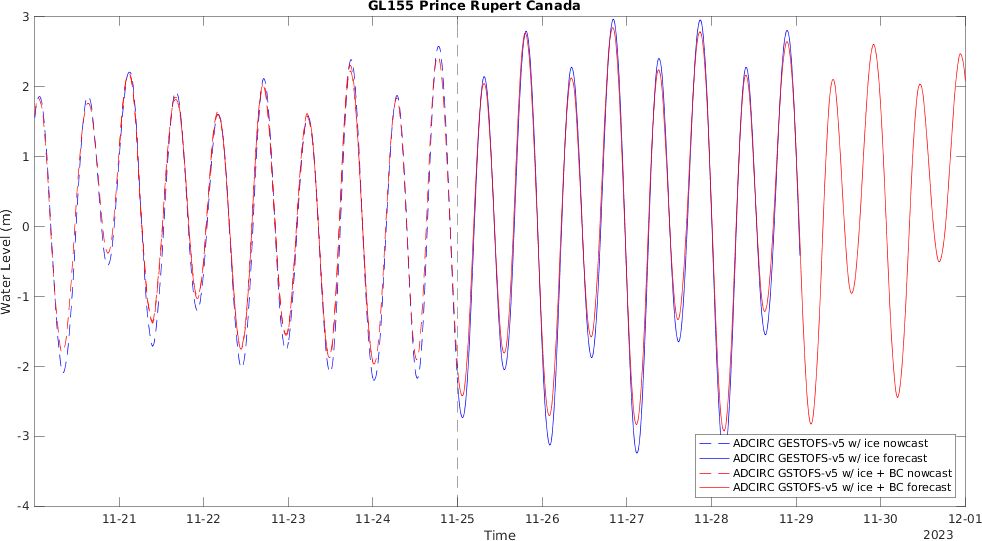 GL155 Prince Rupert Canada
3
2
1
0
-1
-2
-3
-4
Water Level (m)
ADCIRC GESTOFS-v5 w/ ice nowcast
ADCIRC GESTOFS-v5 w/ ice forecast
ADCIRC GSTOFS-v5 w/ ice + BC nowcast
ADCIRC GSTOFS-v5 w/ ice + BC forecast
11-21 11-22 11-23 11-24 11-25 11-26 11-27 11-28 11-29 11-30 12-01
Time
2023